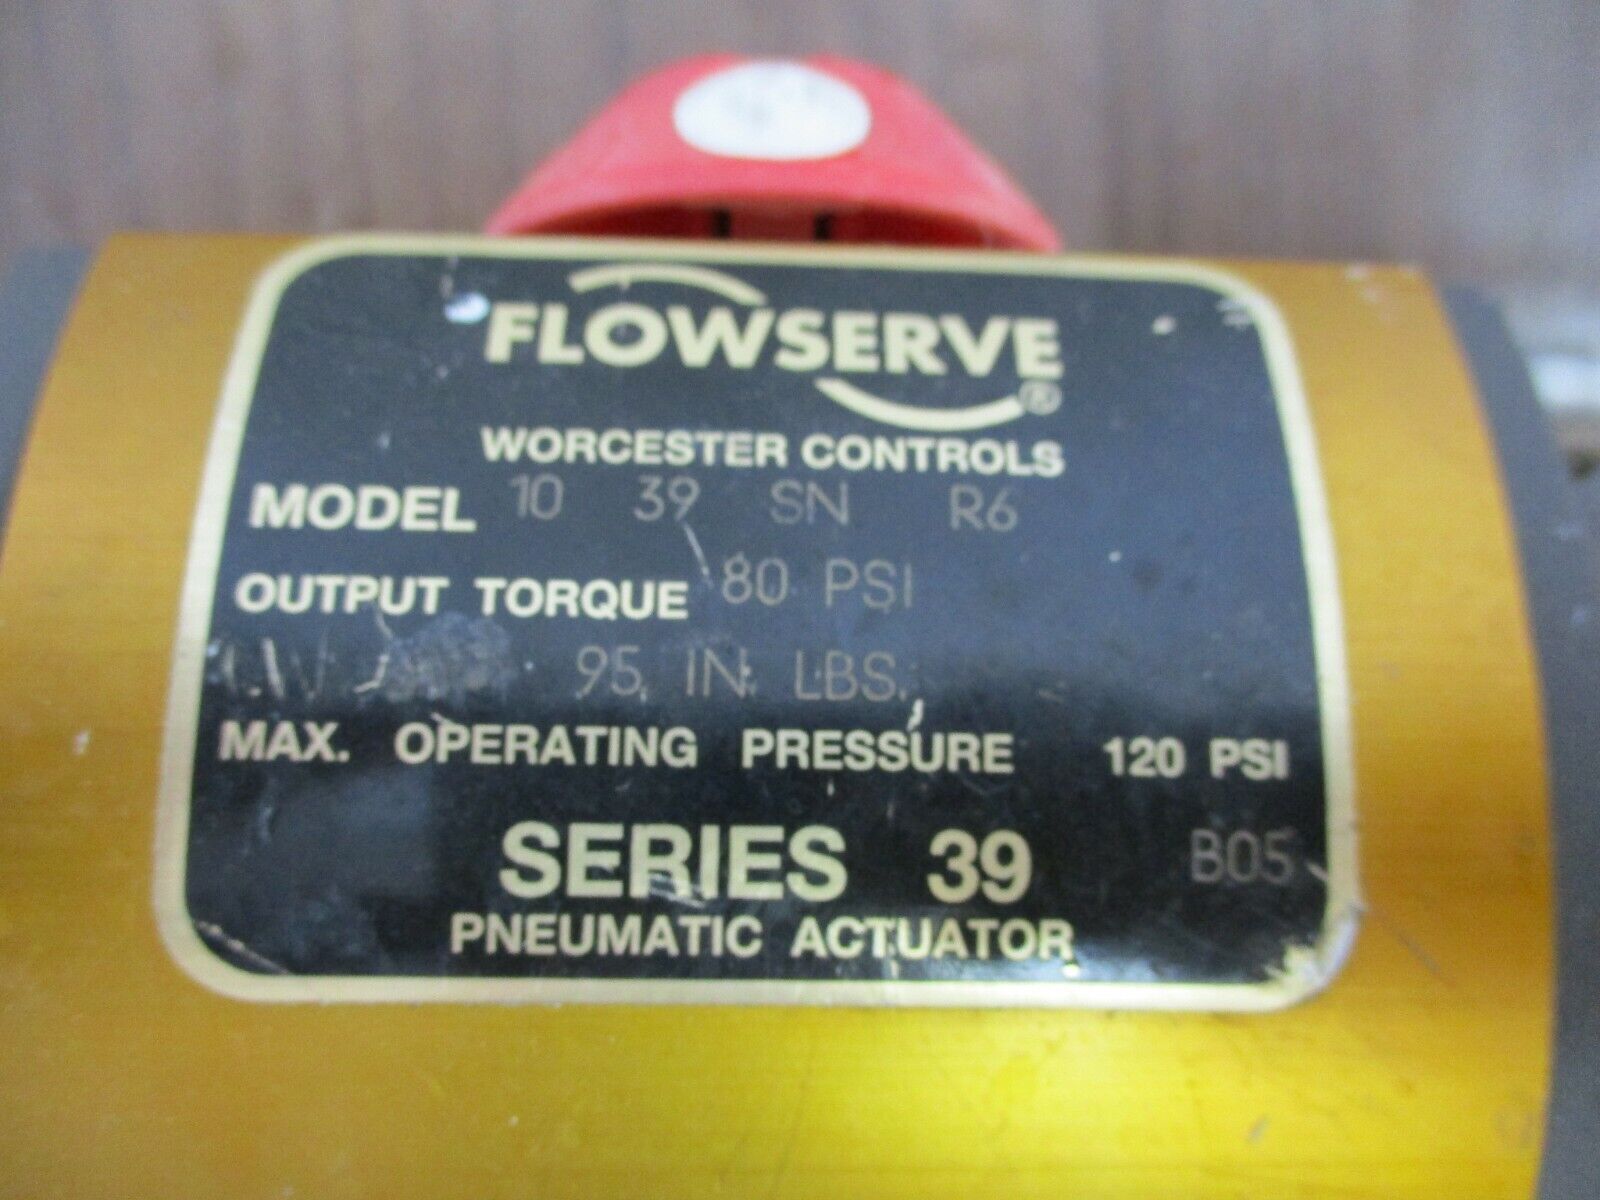 FLOWSERVE®
WORCESTER CONTROLS
MODEL 10 39 SN R6
OUTPUT TORQUE 80 PSI
95 IN LBS.
MAX. OPERATING PRESSURE 120 PSI
SERIES 39 B05
PNEUMATIC ACTUATOR